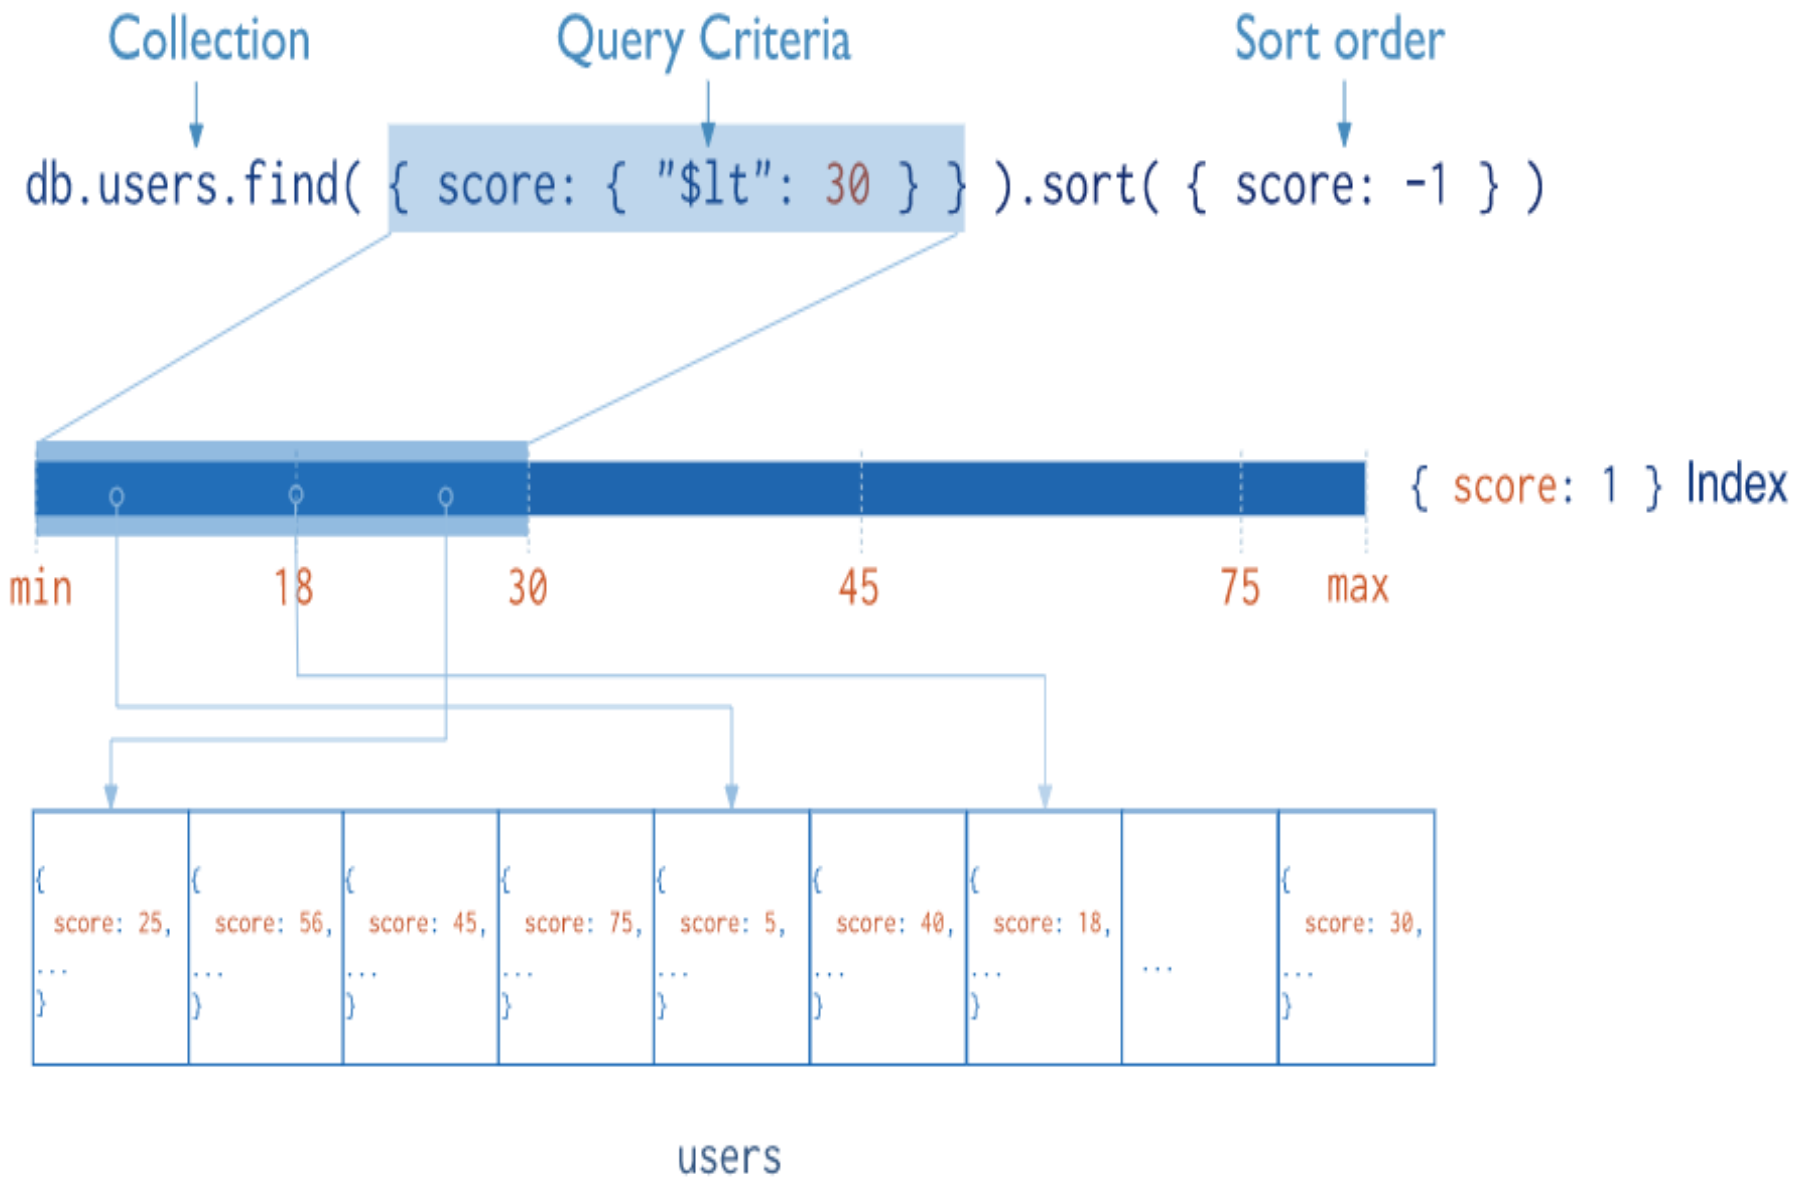 Collection Query Criteria Sort order
db.users.find( { score: { "$lt": 30 } } ).sort( { score: -1 } )
{ score: 1 } Index
min 18 30 45 75 max
{ { { { { { { {
score: 25, score: 56, score: 45, score: 75, score: 5, score: 40, score: 18, score: 30,
... ... ... ... ... ... ... ... ...
} } } } } } } }
users